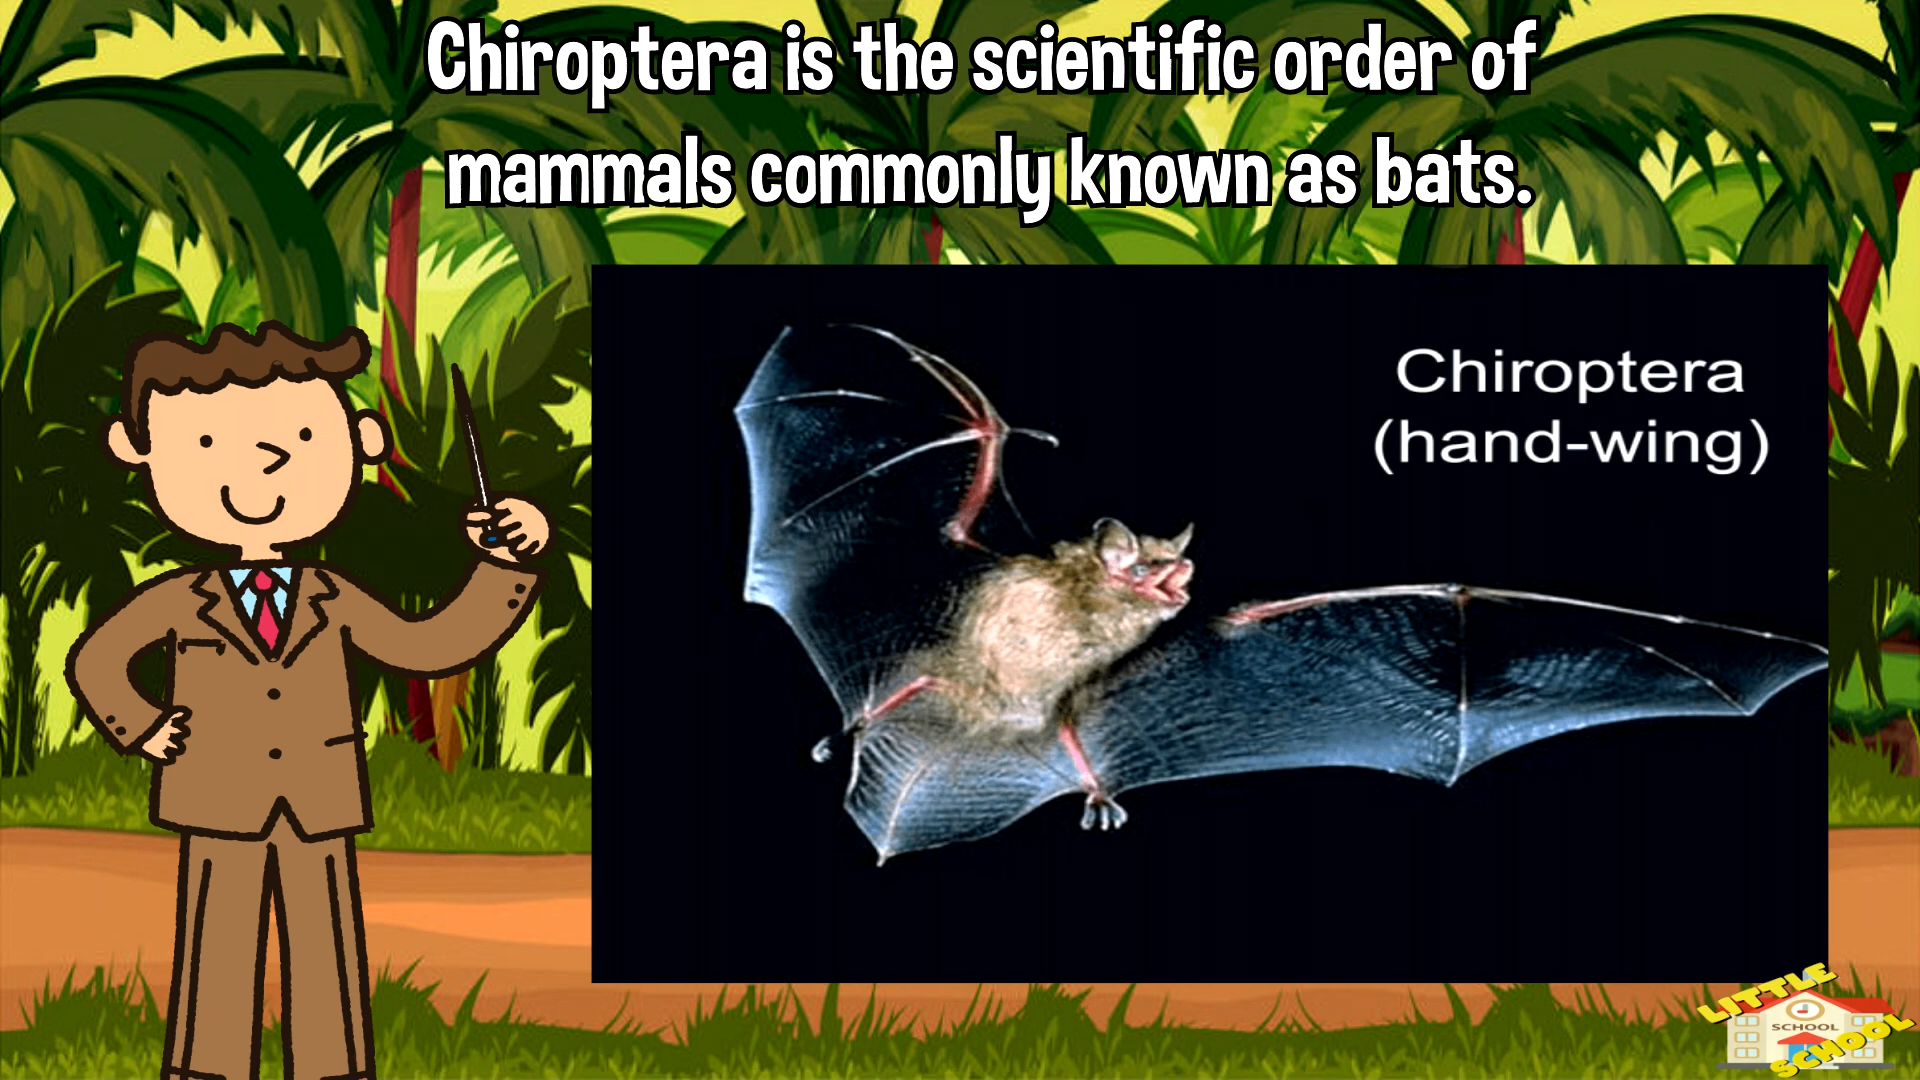 Chiroptera is the scientific order of
mammals commonly known as bats.
Chiroptera
(hand-wing)
LITTLE
SCHOOL
SCHOOL